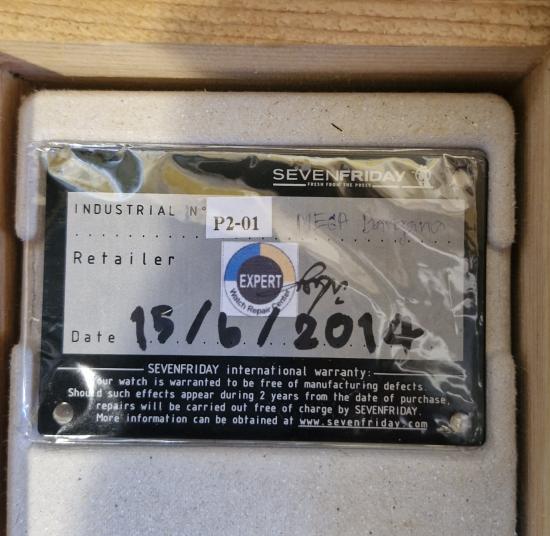 SEVENFRIDAY
FRESH FROM THE PRESS
INDUSTRIAL N° P2-01 MEGA
Retailer
EXPERT
Watch Repair Center
Date 15/6/2014
SEVENFRIDAY international warranty:
Your watch is warranted to be free of manufacturing defects.
Should such effects appear during 2 years from the date of purchase,
repairs will be carried out free of charge by SEVENFRIDAY.
More information can be obtained at www.sevenfriday.com